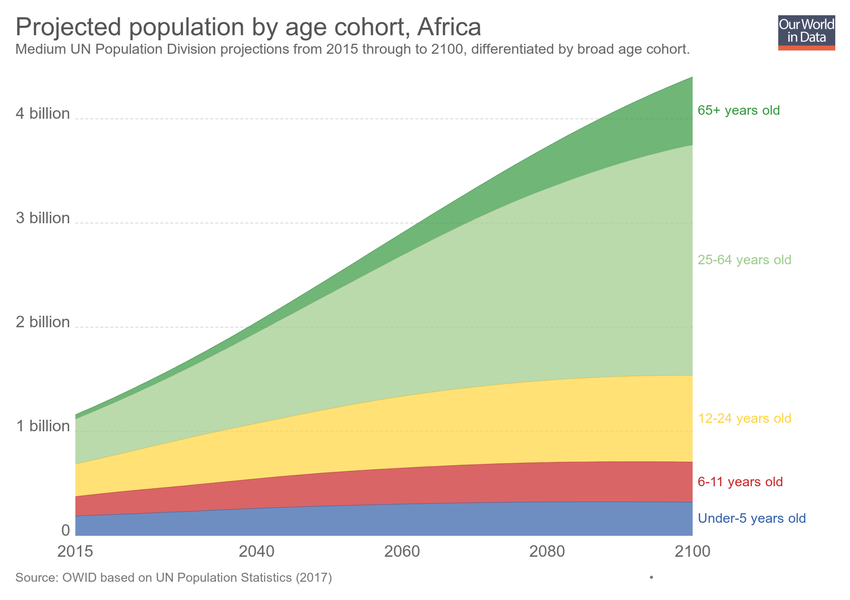 Projected population by age cohort, Africa
Medium UN Population Division projections from 2015 through to 2100, differentiated by broad age cohort.
Our World
in Data
4 billion
3 billion
2 billion
1 billion
0
65+ years old
25-64 years old
12-24 years old
6-11 years old
Under-5 years old
2015
2040
2060
2080
2100
Source: OWID based on UN Population Statistics (2017)